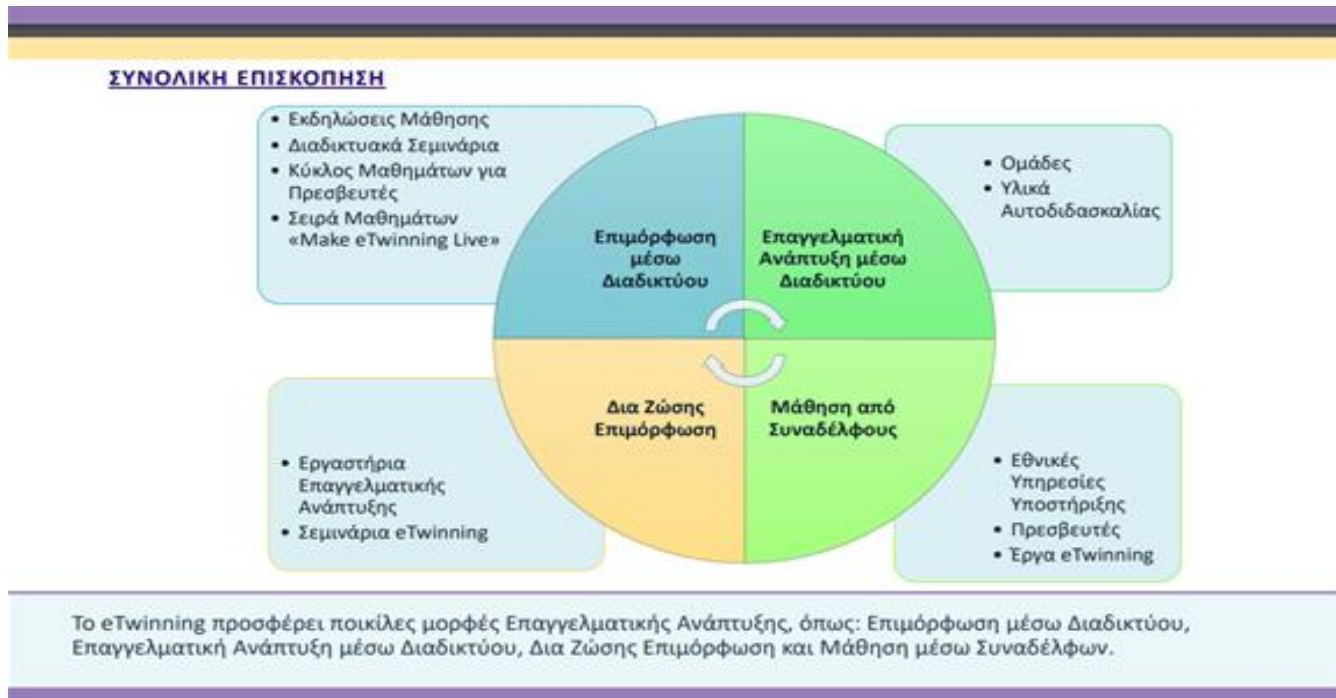 ΣΥΝΟΛΙΚΗ ΕΠΙΣΚΟΠΗΣΗ
• Εκδηλώσεις Μάθησης
• Διαδικτυακά Σεμινάρια
• Κύκλος Μαθημάτων για
Πρεσβευτές
• Σειρά Μαθημάτων
«Make eTwinning Live»
Επιμόρφωση
μέσω
Διαδικτύου
Επαγγελματική
Ανάπτυξη μέσω
Διαδικτύου
• Ομάδες
• Υλικά
Αυτοδιδασκαλίας
• Εργαστήρια
Επαγγελματικής
Ανάπτυξης
• Σεμινάρια eTwinning
Δια Ζώσης
Επιμόρφωση
Μάθηση από
Συναδέλφους
• Εθνικές
Υπηρεσίες
Υποστήριξης
• Πρεσβευτές
• Έργα eTwinning
Το eTwinning προσφέρει ποικίλες μορφές Επαγγελματικής Ανάπτυξης, όπως: Επιμόρφωση μέσω Διαδικτύου,
Επαγγελματική Ανάπτυξη μέσω Διαδικτύου, Δια Ζώσης Επιμόρφωση και Μάθηση μέσω Συναδέλφων.